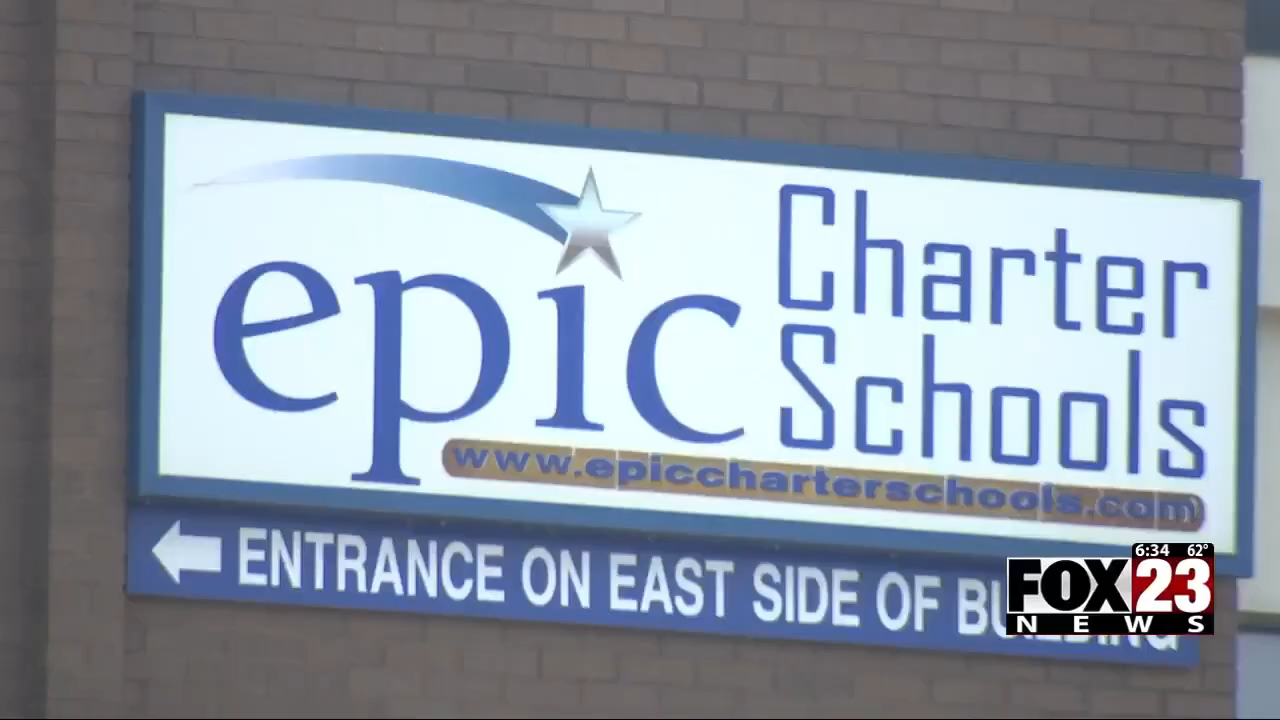 epic Charter Schools
www.epiccharterschools.com
ENTRANCE ON EAST SIDE OF
6:34 62°
FOX 23
NEWS